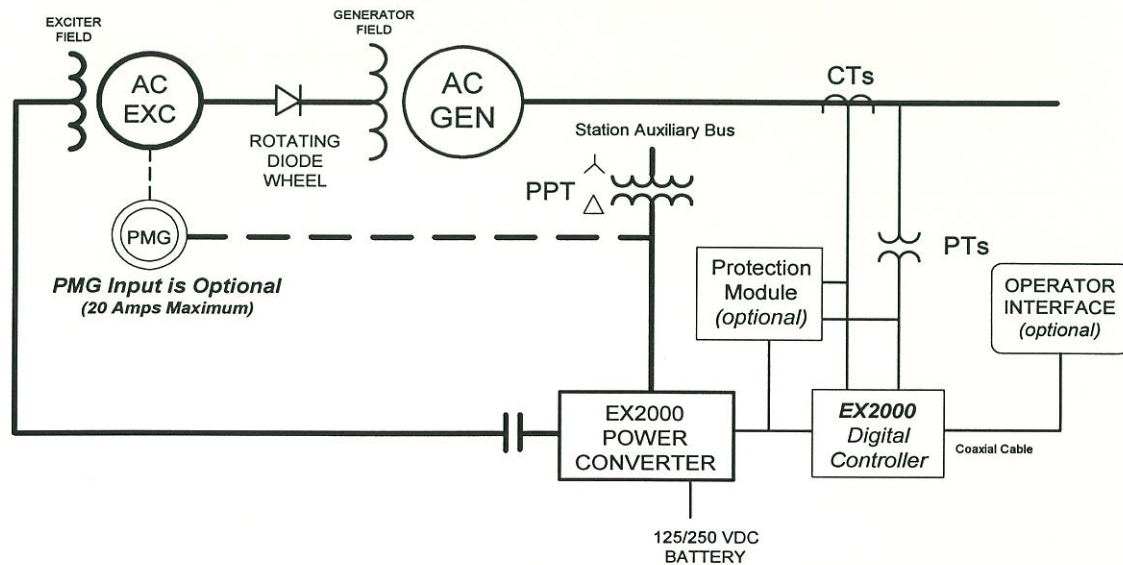 EXCITER
FIELD
GENERATOR
FIELD
AC
EXC
AC
GEN
CTs
ROTATING
DIODE
WHEEL
Station Auxiliary Bus
PPT
PMG
PMG Input is Optional
(20 Amps Maximum)
PTs
Protection
Module
(optional)
OPERATOR
INTERFACE
(optional)
EX2000
POWER
CONVERTER
EX2000
Digital
Controller
Coaxial Cable
125/250 VDC
BATTERY